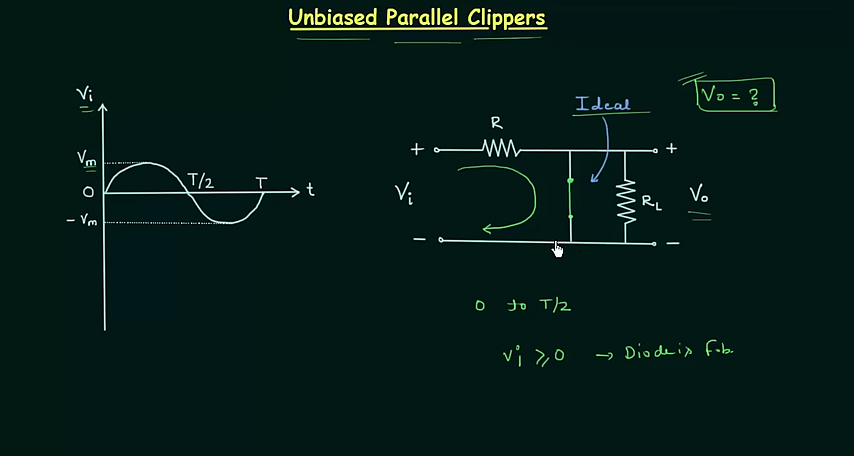 Unbiased Parallel Clippers
Vi
Vm
0
- Vm
T/2
T
t
Ideal
Vo = ?
R
+
+
Vi
RL
Vo
−
−
0 to T/2
Vi ⩾ 0 → Diode is F.b.